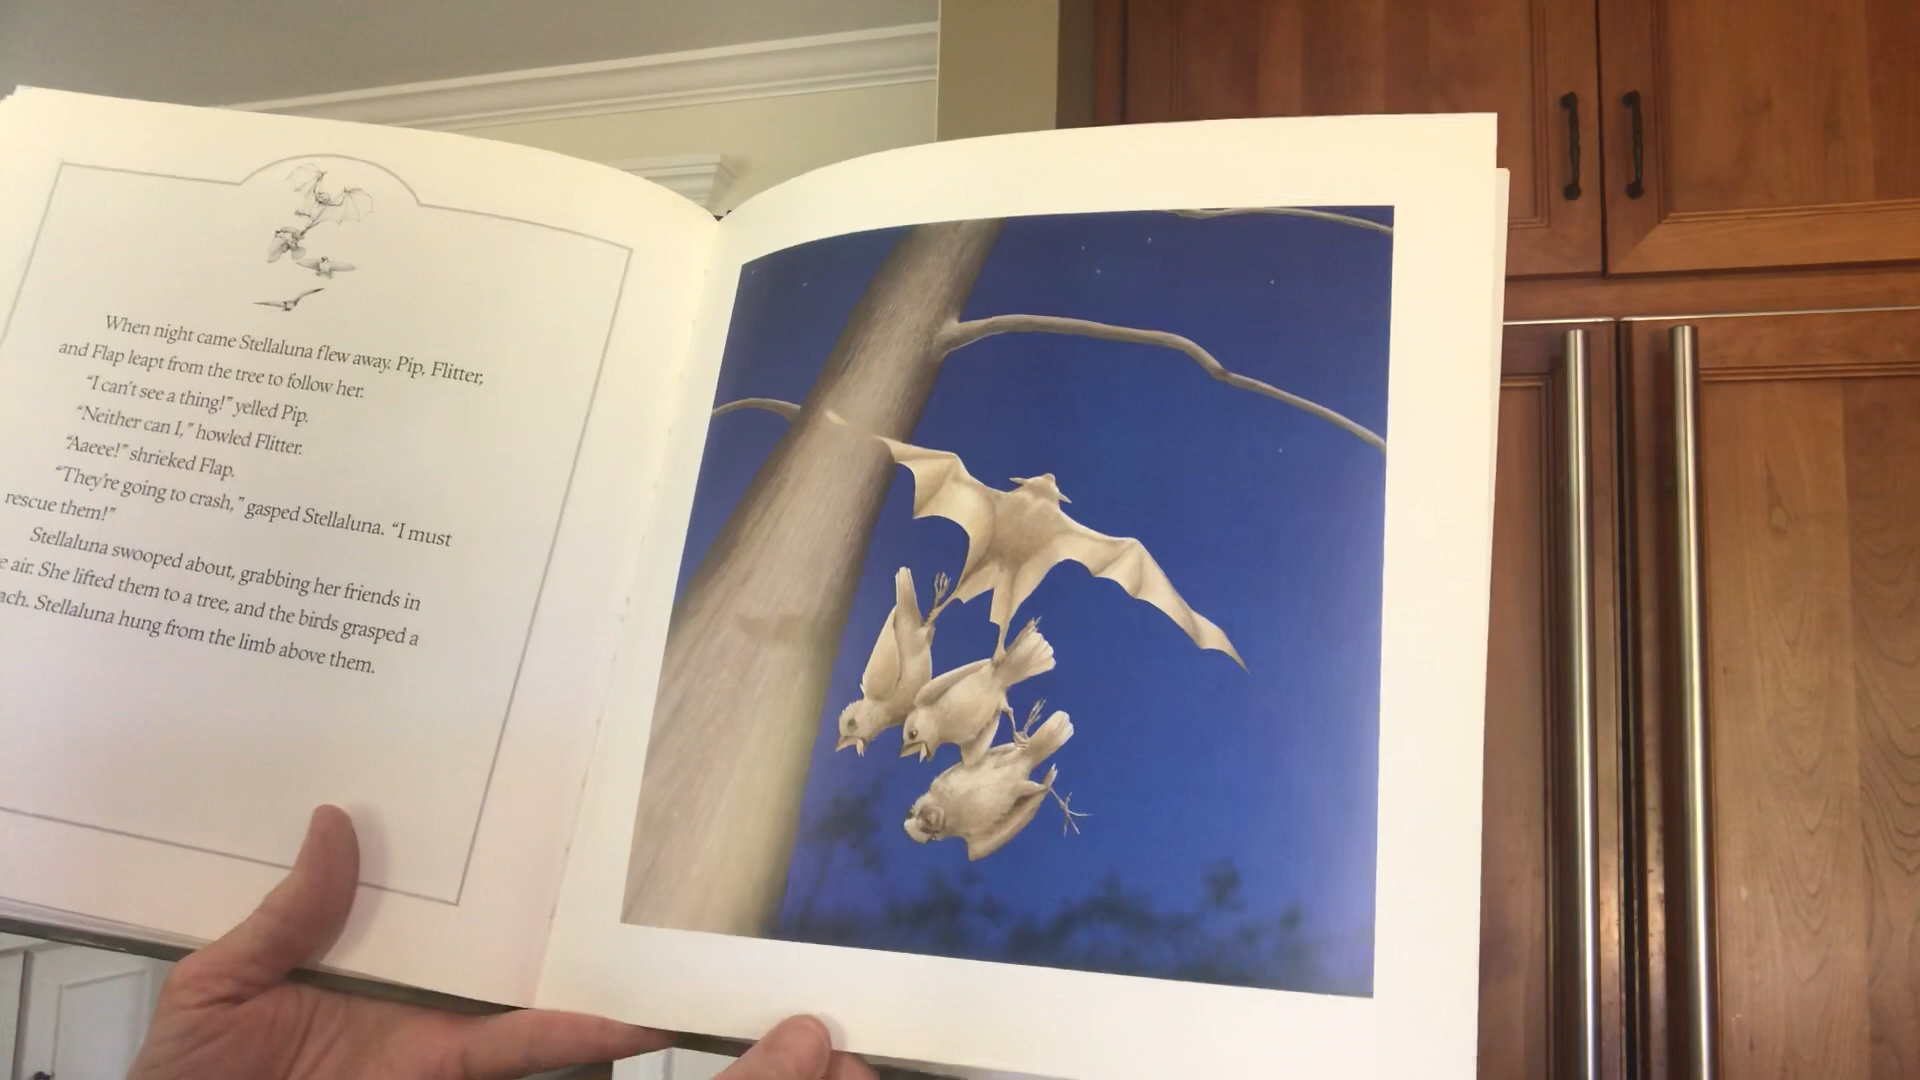 When night came Stellaluna flew away. Pip, Flitter,
and Flap leapt from the tree to follow her.
"I can't see a thing!" yelled Pip.
"Neither can I," howled Flitter.
"Aaeee!" shrieked Flap.
"They're going to crash," gasped Stellaluna. "I must
rescue them!"
Stellaluna swooped about, grabbing her friends in
air. She lifted them to a tree, and the birds grasped a
Stellaluna hung from the limb above them.